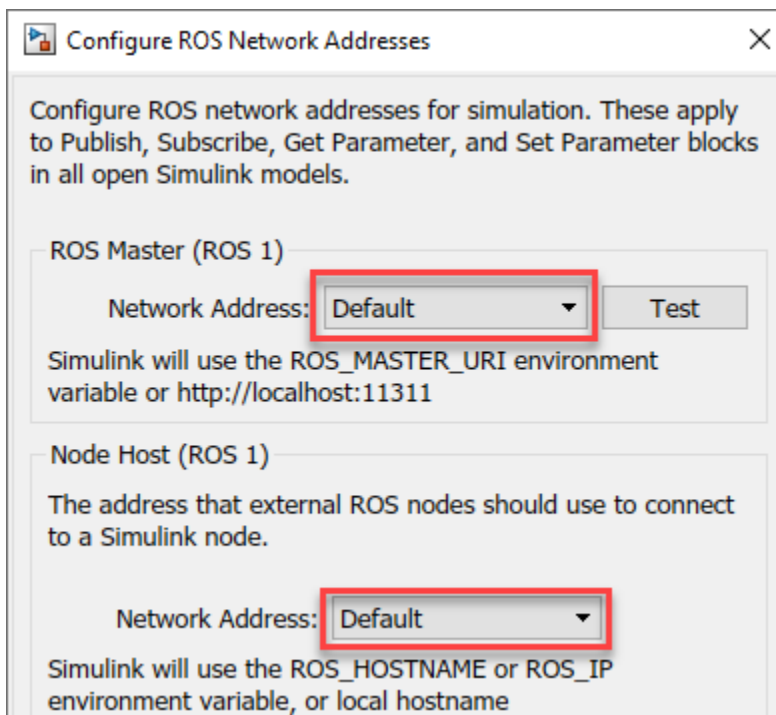 Configure ROS Network Addresses
Configure ROS network addresses for simulation. These apply
to Publish, Subscribe, Get Parameter, and Set Parameter blocks
in all open Simulink models.
ROS Master (ROS 1)
Network Address: Default Test
Simulink will use the ROS_MASTER_URI environment
variable or http://localhost:11311
Node Host (ROS 1)
The address that external ROS nodes should use to connect
to a Simulink node.
Network Address: Default
Simulink will use the ROS_HOSTNAME or ROS_IP
environment variable, or local hostname